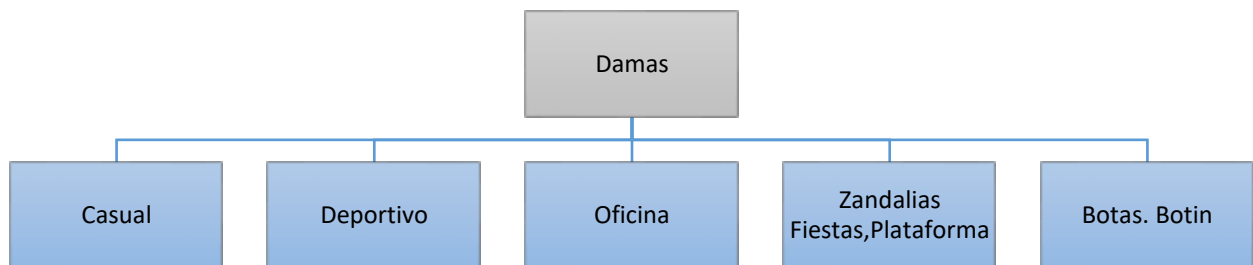 Damas
Casual
Deportivo
Oficina
Zandalias
Fiestas,Plataforma
Botas. Botin